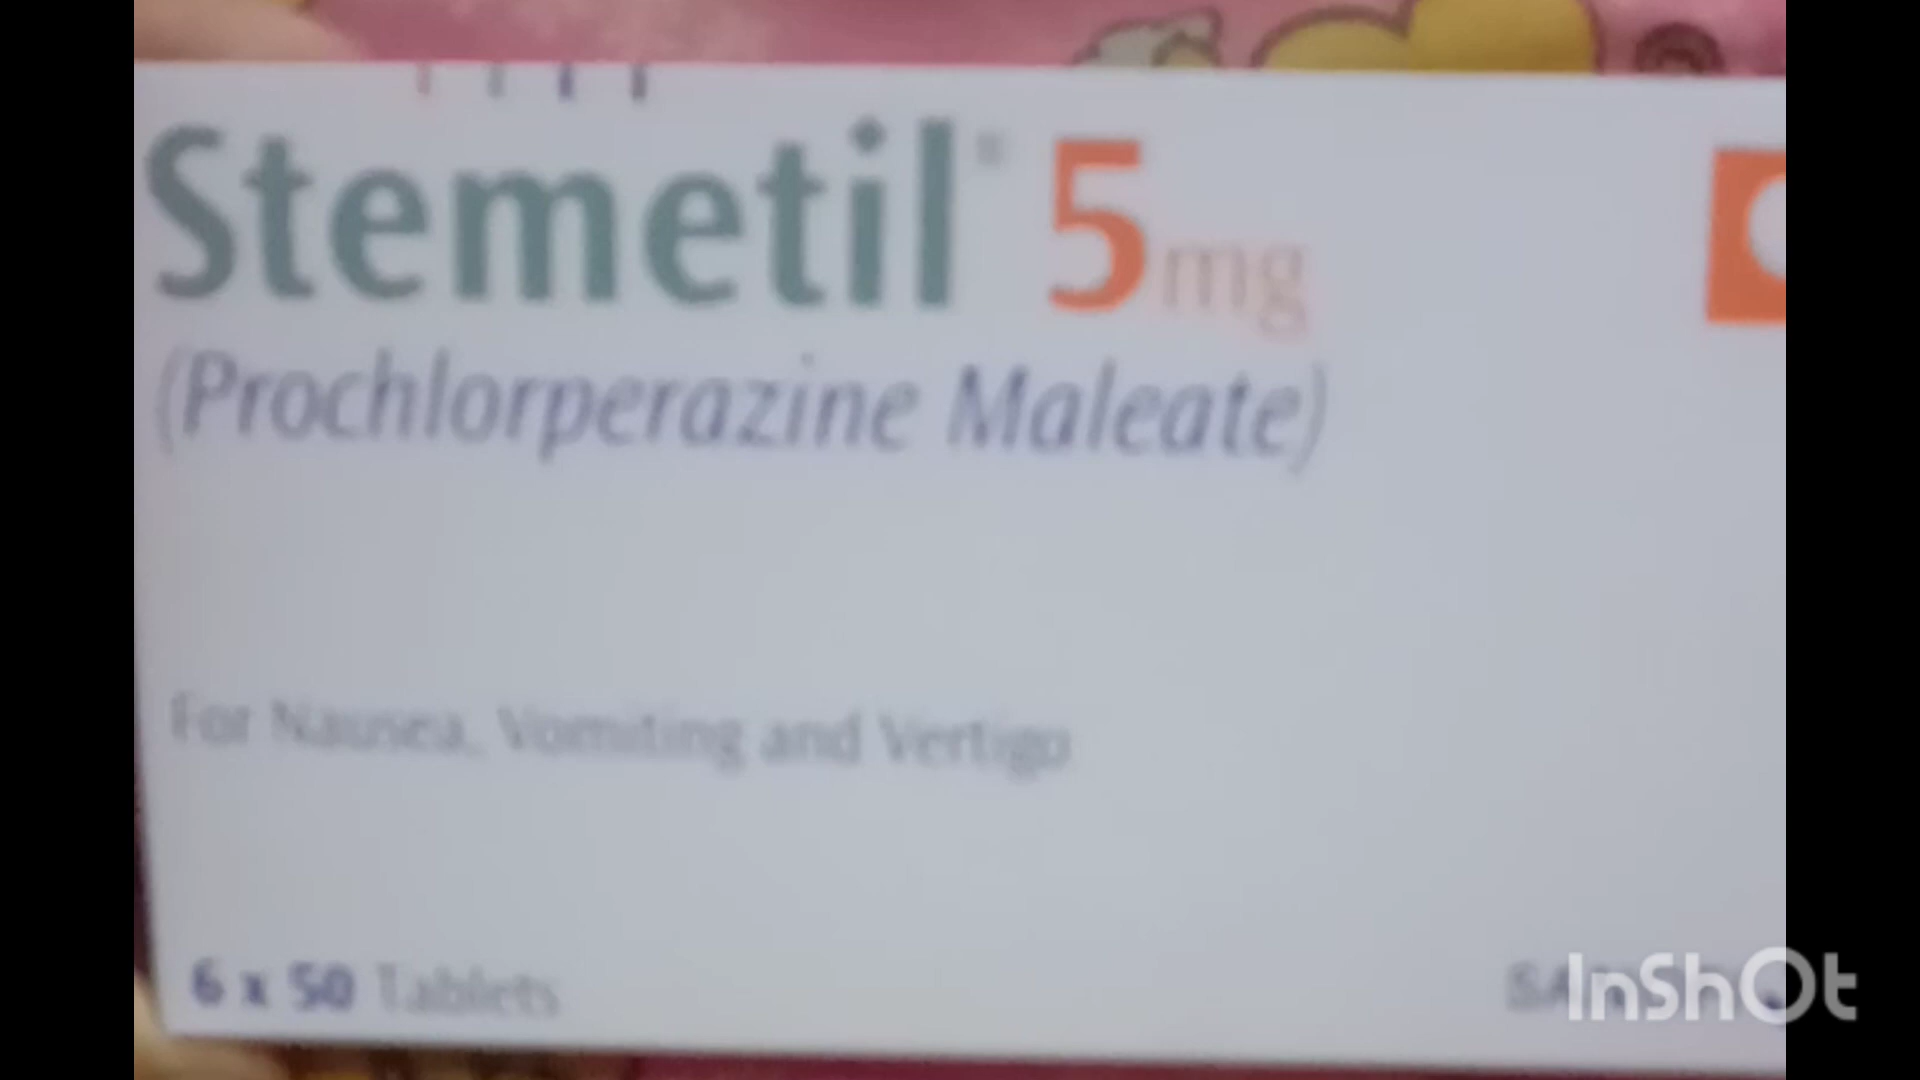 Stemetil® 5mg
(Prochlorperazine Maleate)
For Nausea, Vomiting and Vertigo
6 x 50 Tablets
InShOt